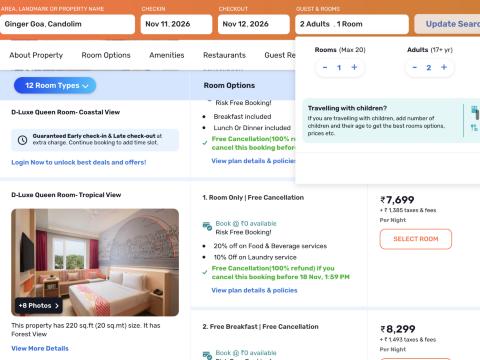 AREA, LANDMARK OR PROPERTY NAME
CHECKIN
CHECKOUT
GUEST & ROOMS
Ginger Goa, Candolim
Nov 11, 2026
Nov 12, 2026
2 Adults , 1 Room
Update Searc
Rooms (Max 20)
Adults (17+ yr)
- 1 +
- 2 +
About Property
Room Options
Amenities
Restaurants
Guest Re
12 Room Types
Room Options
Travelling with children?
If you are travelling with children, add number of
children and their age to get the best rooms options,
prices etc.
D-Luxe Queen Room- Coastal View
Guaranteed Early check-in & Late check-out at
extra charge. Continue booking to add time slot.
Login Now to unlock best deals and offers!
Risk Free Booking!
Breakfast included
Lunch Or Dinner included
Free Cancellation(100% r
cancel this booking before
View plan details & policies
D-Luxe Queen Room-Tropical View
+8 Photos
This property has 220 sq.ft (20 sq.mt) size. It has
Forest View
View More Details
1. Room Only | Free Cancellation
Book @ ₹0 available
Risk Free Booking!
20% off on Food & Beverage services
10% Off on Laundry service
Free Cancellation(100% refund) if you
cancel this booking before 18 Nov, 1:59 PM
View plan details & policies
₹7,699
+ ₹ 1,385 taxes & fees
Per Night
SELECT ROOM
2. Free Breakfast | Free Cancellation
Book @ ₹0 available
₹8,299
+ ₹ 1,493 taxes & fees
Per Night